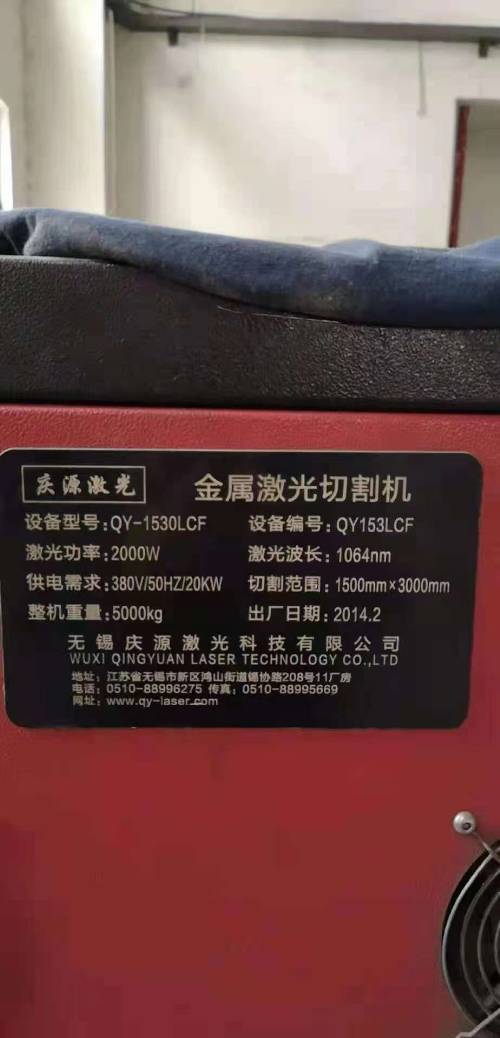 庆源激光 金属激光切割机
设备型号:QY-1530LCF 设备编号:QY153LCF
激光功率:2000W 激光波长:1064nm
供电需求:380V/50HZ/20KW 切割范围:1500mm×3000mm
整机重量:5000kg 出厂日期:2014.2
无锡庆源激光科技有限公司
WUXI QINGYUAN LASER TECHNOLOGY CO.,LTD
地址:江苏省无锡市新区鸿山街道锡协路208号11厂房
电话:0510-88996275 传真:0510-88995669
网址:www.qy-laser.com